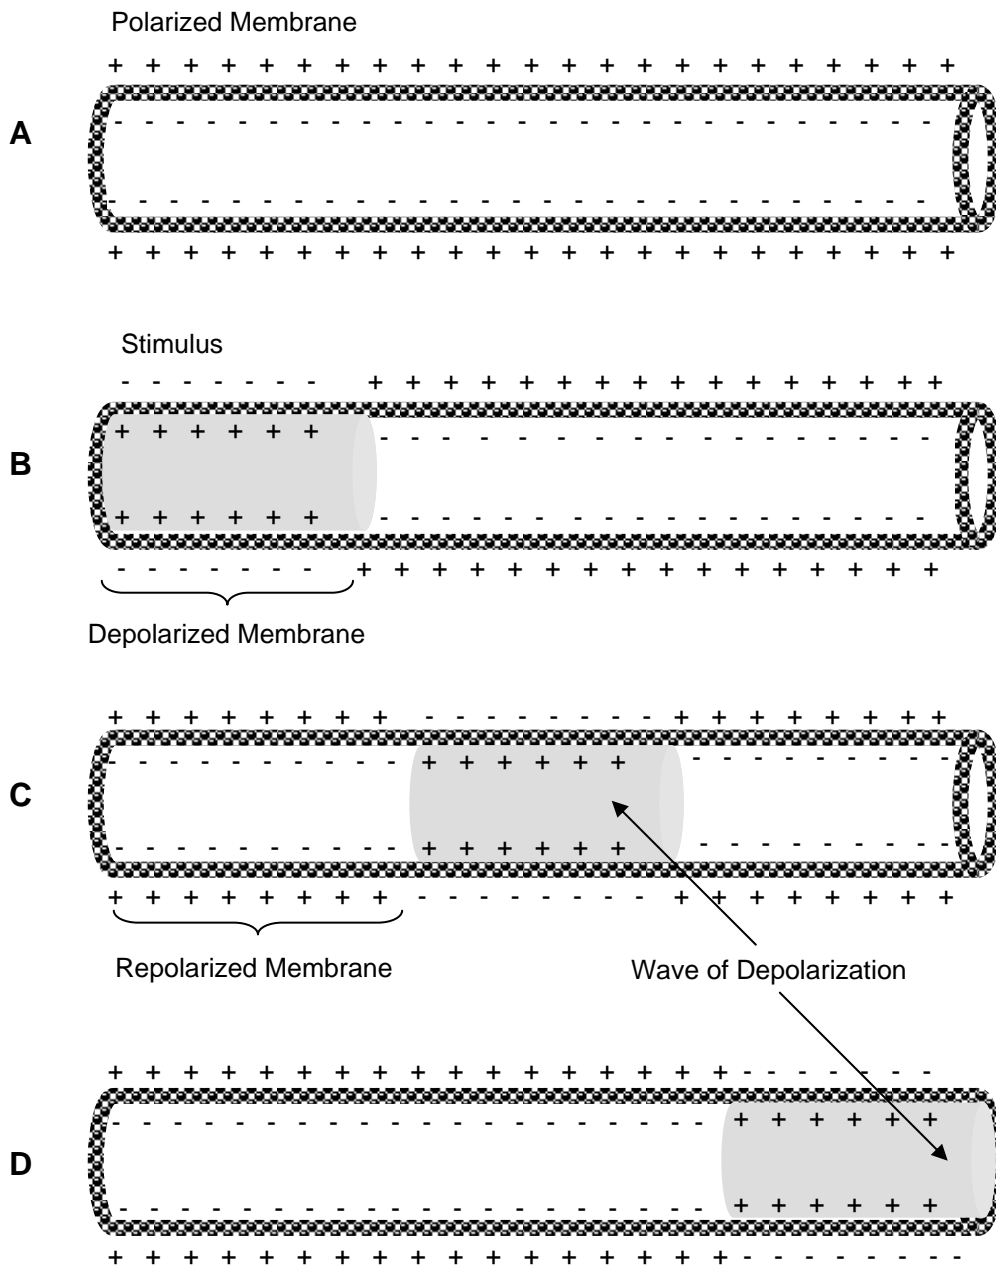 Polarized Membrane
A
Stimulus
B
Depolarized Membrane
C
Repolarized Membrane
Wave of Depolarization
D